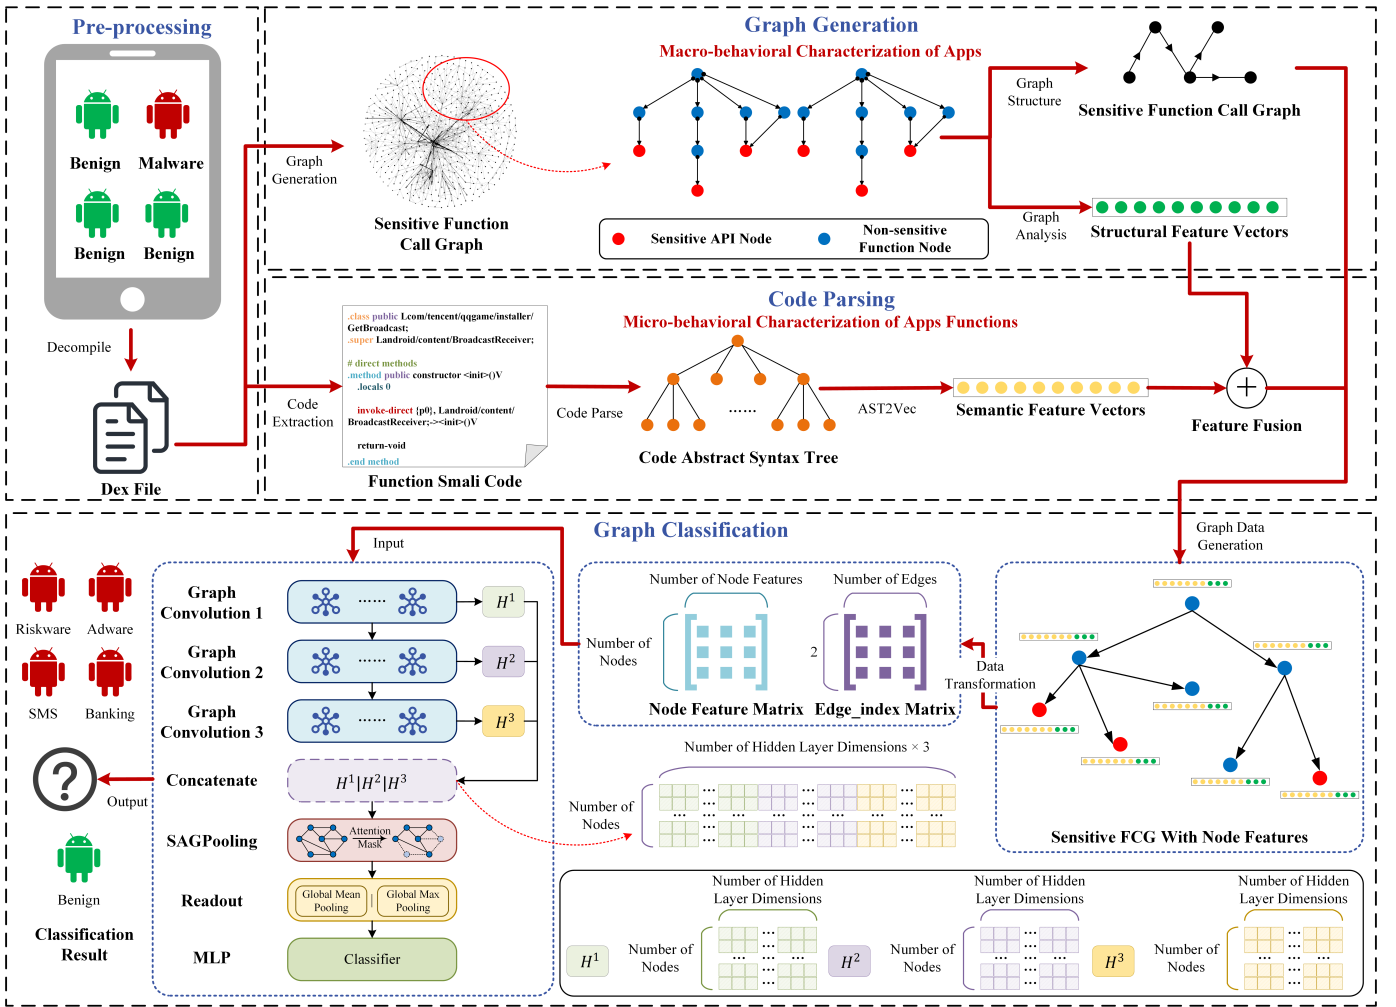 Pre-processing
Benign
Malware
Benign
Benign
Decompile
Dex File
Graph Generation
Macro-behavioral Characterization of Apps
Graph
Generation
Sensitive Function
Call Graph
Sensitive API Node
Non-sensitive
Function Node
Graph
Structure
Sensitive Function Call Graph
Graph
Analysis
Structural Feature Vectors
Code Parsing
Micro-behavioral Characterization of Apps Functions
Code
Extraction
.class public Lcom/tencent/qqgame/installer/
GetBroadcast;
.super Landroid/content/BroadcastReceiver;
# direct methods
.method public constructor <init>()V
.locals 0
invoke-direct {p0}, Landroid/content/
BroadcastReceiver;-><init>()V
return-void
.end method
Function Smali Code
Code Parse
......
Code Abstract Syntax Tree
AST2Vec
Semantic Feature Vectors
+
Feature Fusion
Graph Classification
Graph Data
Generation
Input
Riskware
Adware
SMS
Banking
?
Output
Benign
Classification
Result
Graph
Convolution 1
......
H¹
Graph
Convolution 2
......
H²
Graph
Convolution 3
......
H³
Concatenate
H¹|H²|H³
SAGPooling
Attention
Mask
Readout
Global Mean
Pooling
|
Global Max
Pooling
MLP
Classifier
Number of Node Features
Number of
Nodes
Node Feature Matrix
Number of Edges
2
Edge_index Matrix
Data
Transformation
Sensitive FCG With Node Features
Number of Hidden Layer Dimensions × 3
Number of
Nodes
Number of Hidden
Layer Dimensions
Number of
Nodes
H¹
Number of Hidden
Layer Dimensions
Number of
Nodes
H²
Number of Hidden
Layer Dimensions
Number of
Nodes
H³